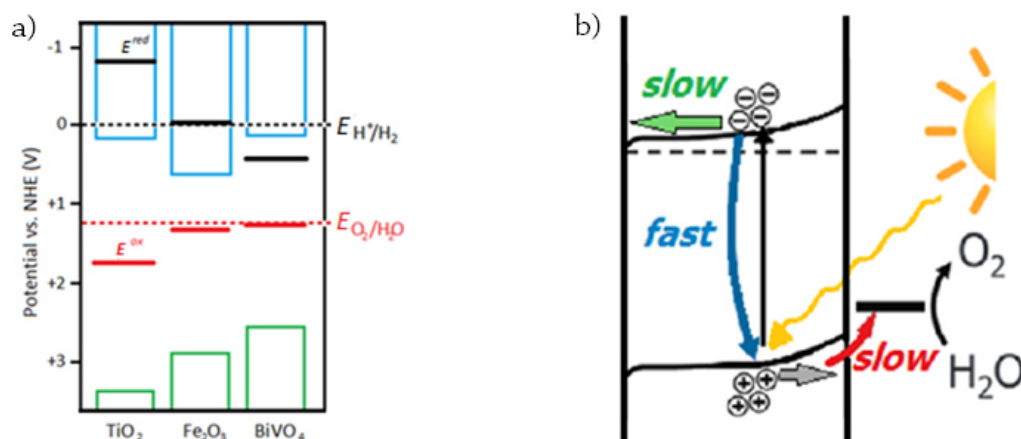 a)
Potential vs. NHE (V)
-1
0
+1
+2
+3
E^red
E^ox
E H⁺/H₂
E O₂/H₂O
TiO₂
Fe₂O₃
BiVO₄
b)
slow
fast
slow
O₂
H₂O